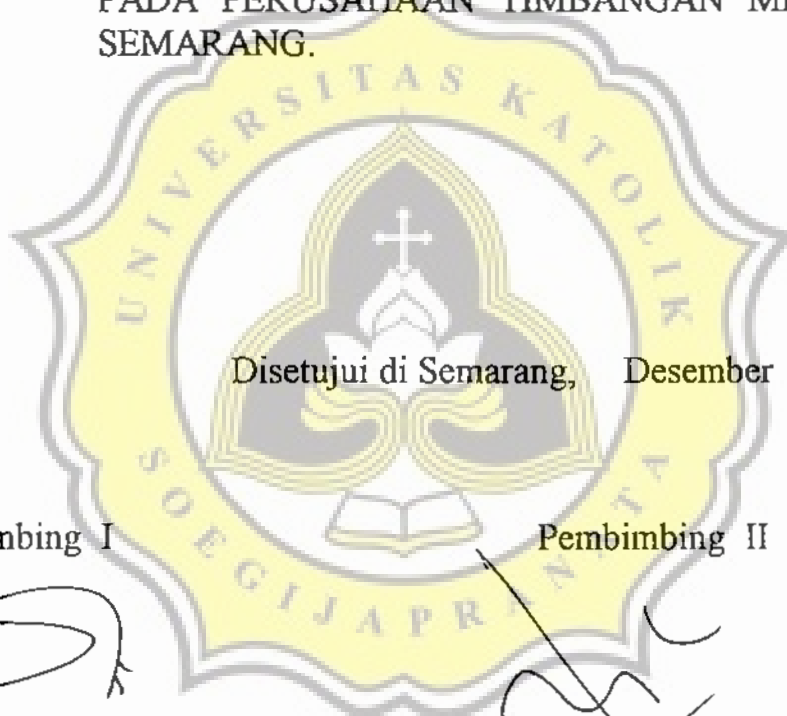 PADA PERUSAHAAN TIMBANGAN
SEMARANG.
UNIVERSITAS KATOLIK
Disetujui di Semarang, Desember
SOEGIJAPRANATA
Pembimbing II